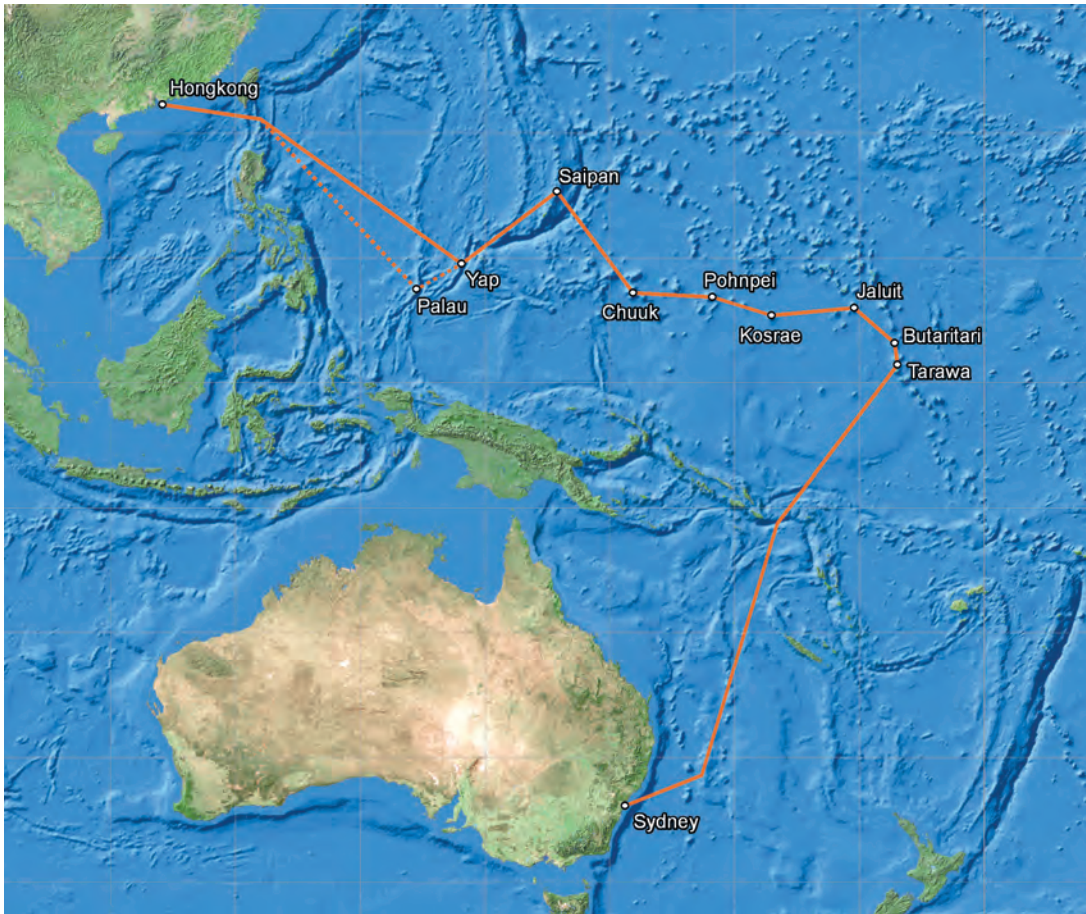 Hongkong
Saipan
Yap
Palau
Pohnpei
Jaluit
Chuuk
Kosrae
Butaritari
Tarawa
Sydney